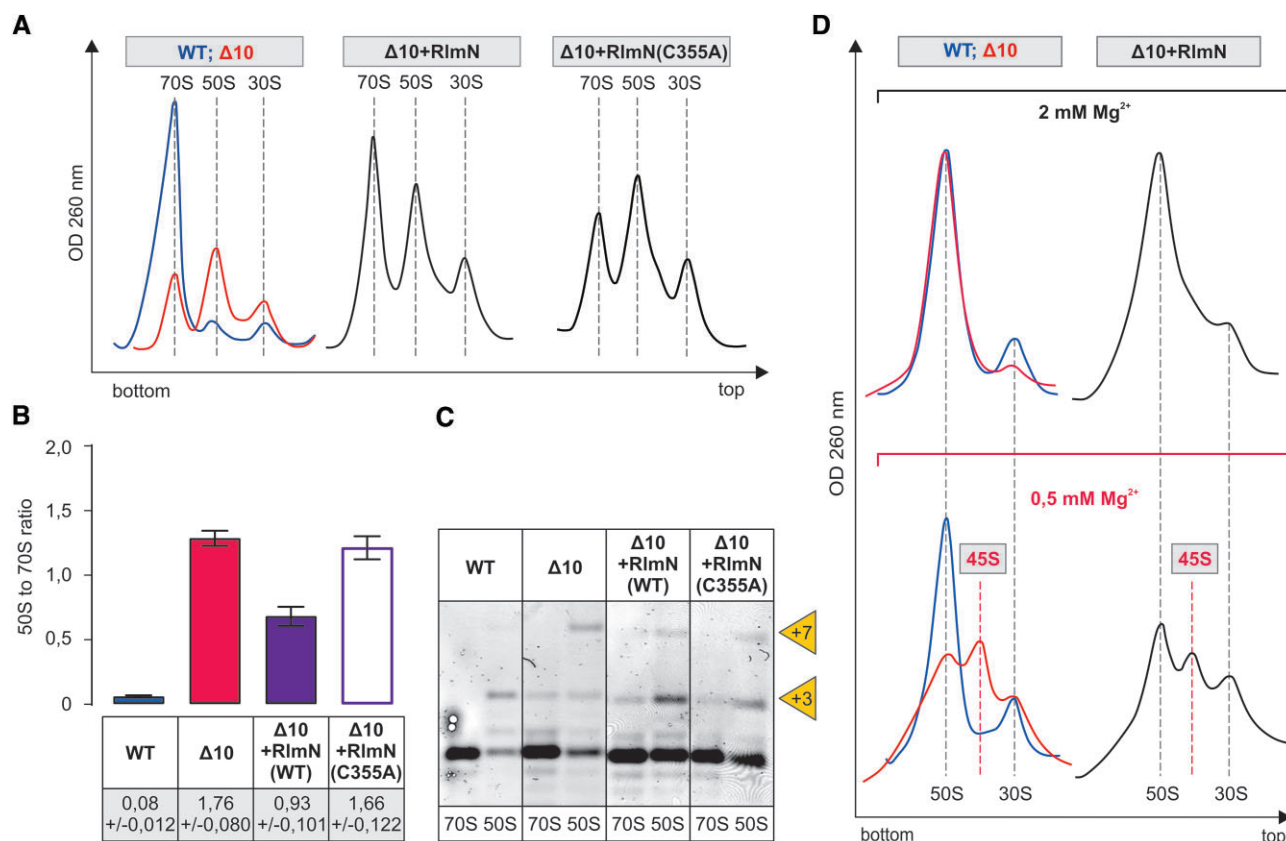 A
WT; Δ10
70S 50S 30S
Δ10+RlmN
70S 50S 30S
Δ10+RlmN(C355A)
70S 50S 30S
OD 260 nm
bottom
top
B
50S to 70S ratio
2,0
1,5
1,0
0,5
0
WT
Δ10
Δ10
+RlmN
(WT)
Δ10
+RlmN
(C355A)
0,08
+/-0,012
1,76
+/-0,080
0,93
+/-0,101
1,66
+/-0,122
C
WT
Δ10
Δ10
+RlmN
(WT)
Δ10
+RlmN
(C355A)
+7
+3
70S 50S 70S 50S 70S 50S 70S 50S
D
WT; Δ10
Δ10+RlmN
2 mM Mg²⁺
OD 260 nm
0,5 mM Mg²⁺
45S
45S
50S 30S
50S 30S
bottom
top